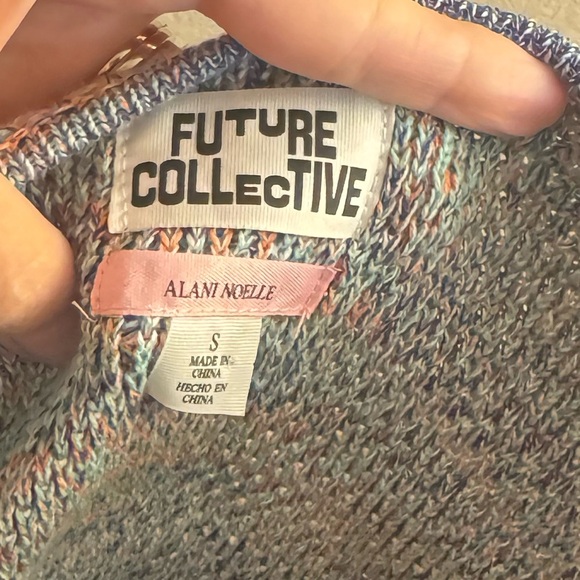 FUTURE
COLLECTIVE
ALANI NOELLE
S
MADE IN
CHINA
HECHO EN
CHINA